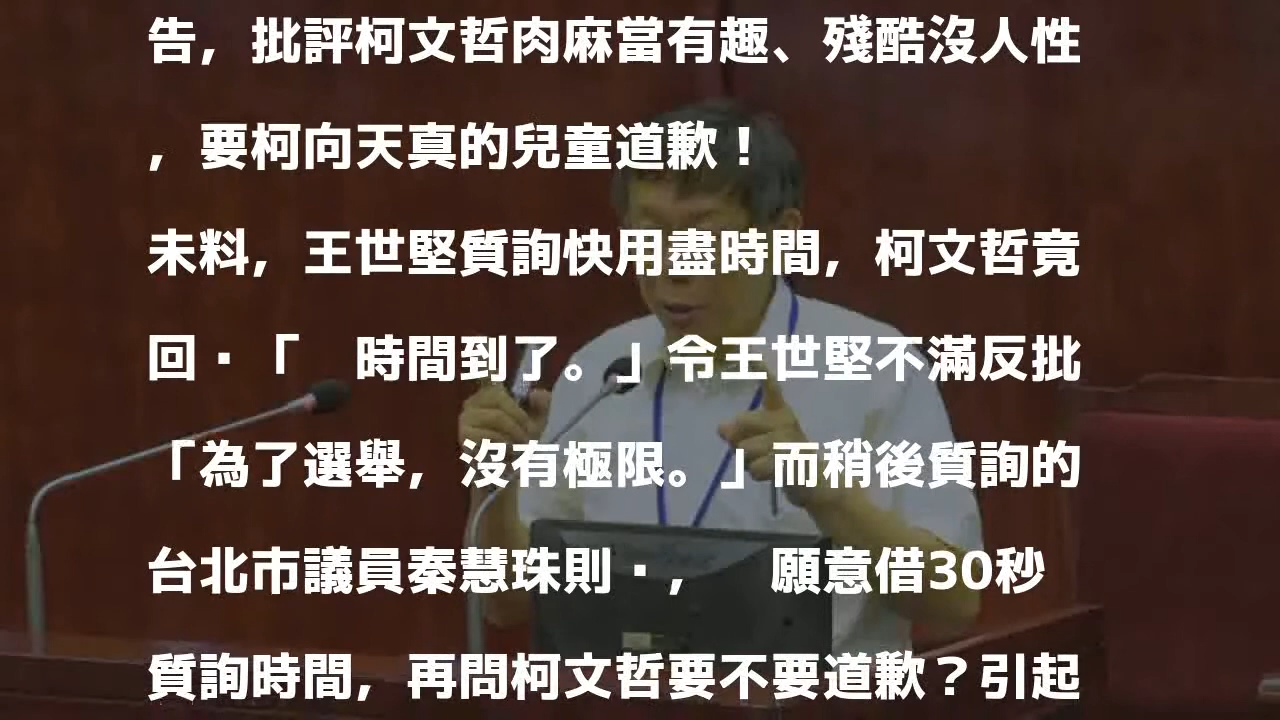 告，批評柯文哲肉麻當有趣、殘酷沒人性
，要柯向天真的兒童道歉！
未料，王世堅質詢快用盡時間，柯文哲竟
回·「　時間到了。」令王世堅不滿反批
「為了選舉，沒有極限。」而稍後質詢的
台北市議員秦慧珠則·，　願意借30秒
質詢時間，再問柯文哲要不要道歉？引起